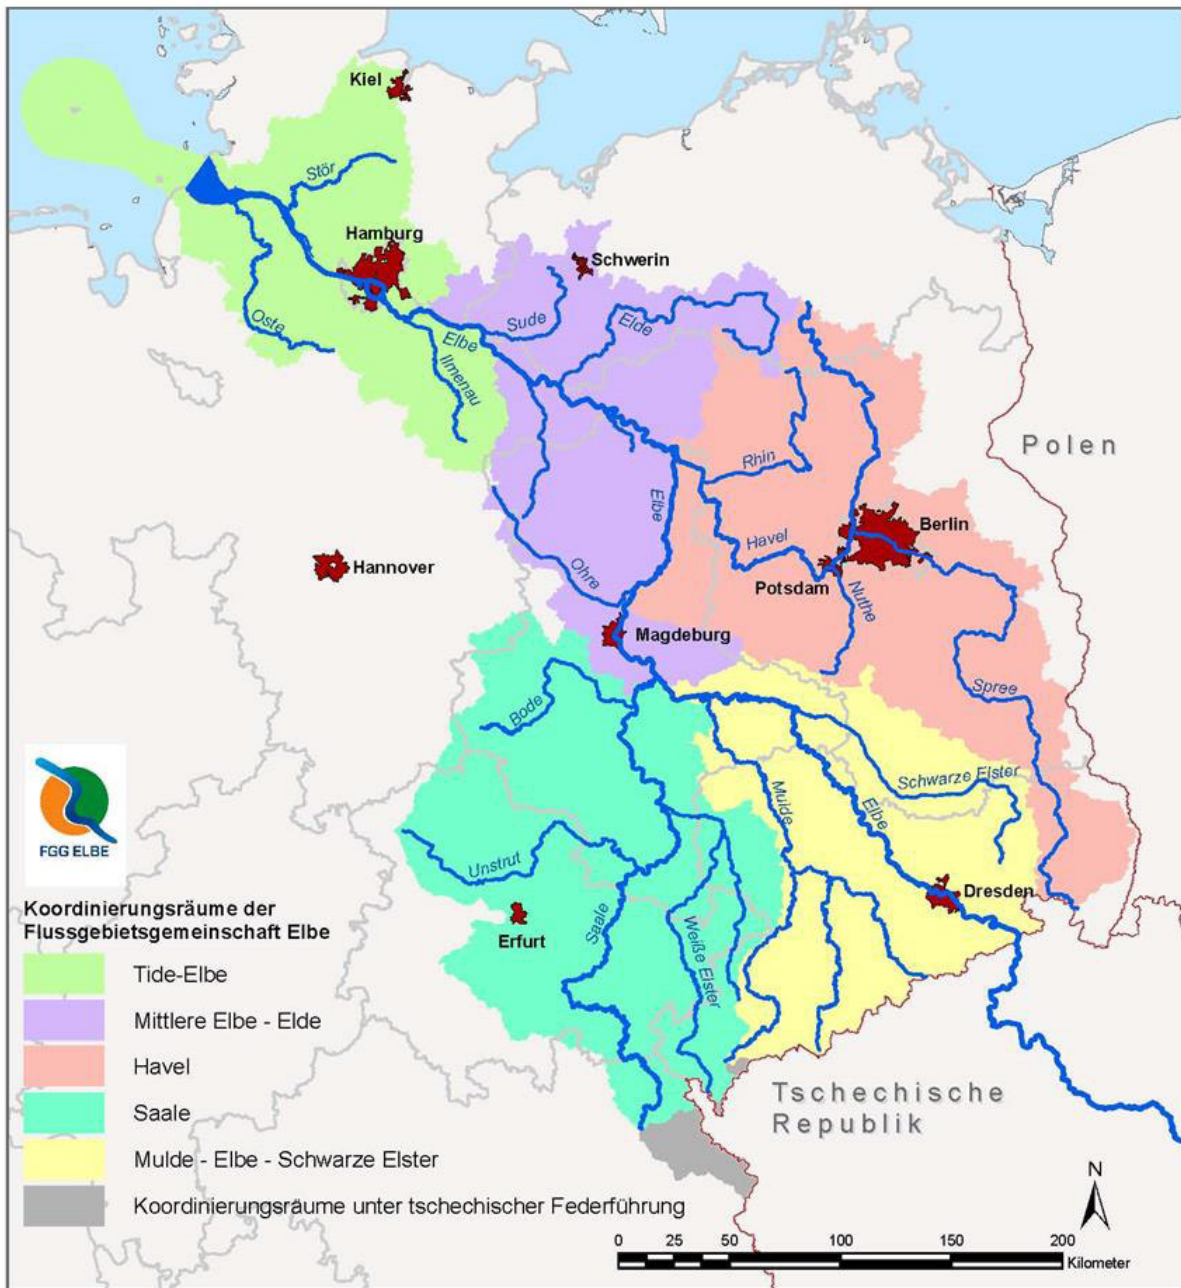 Kiel
Stör
Hamburg
Schwerin
Oste
Elbe
Sude
Elde
Ilmenau
Polen
Rhin
Elbe
Berlin
Havel
Hannover
Ohre
Potsdam
Nuthe
Magdeburg
Spree
Bode
Schwarze Elster
Mulde
Elbe
FGG ELBE
Unstrut
Dresden
Saale
Erfurt
Weiße Elster
Koordinierungsräume der
Flussgebietsgemeinschaft Elbe
Tide-Elbe
Mittlere Elbe - Elde
Havel
Saale
Mulde - Elbe - Schwarze Elster
Koordinierungsräume unter tschechischer Federführung
Tschechische
Republik
N
0 25 50 100 150 200
Kilometer